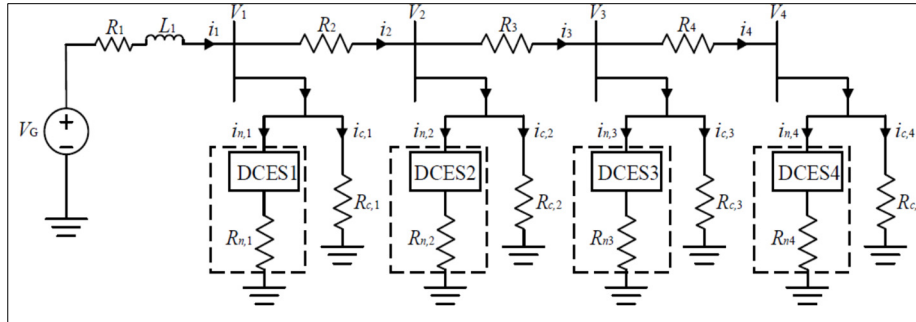 V1 V2 V3 V4
R1 L1 i1 R2 i2 R3 i3 R4 i4
VG
in,1 ic,1 in,2 ic,2 in,3 ic,3 in,4 ic,4
DCES1 DCES2 DCES3 DCES4
Rc,1 Rc,2 Rc,3 Rc,
Rn,1 Rn,2 Rn3 Rn4